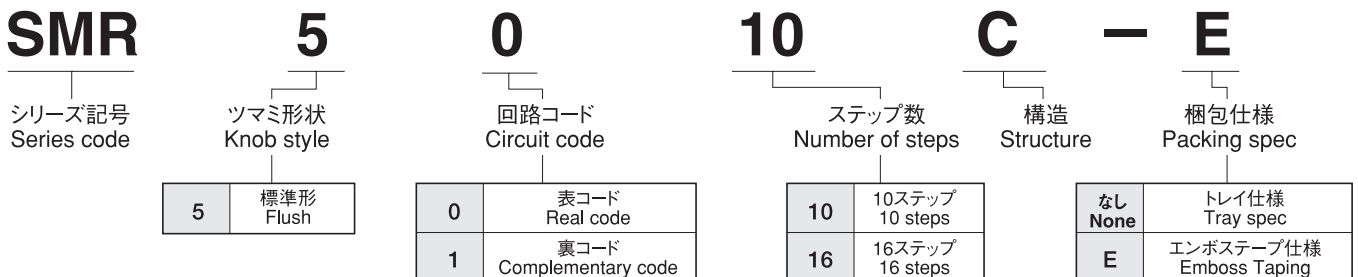 SMR 5 0 10 C – E
シリーズ記号 ツマミ形状 回路コード ステップ数 構造 梱包仕様
Series code Knob style Circuit code Number of steps Structure Packing spec
5 標準形
Flush
0 表コード
Real code
1 裏コード
Complementary code
10 10ステップ
10 steps
16 16ステップ
16 steps
なし トレイ仕様
None Tray spec
E エンボステープ仕様
Emboss Taping